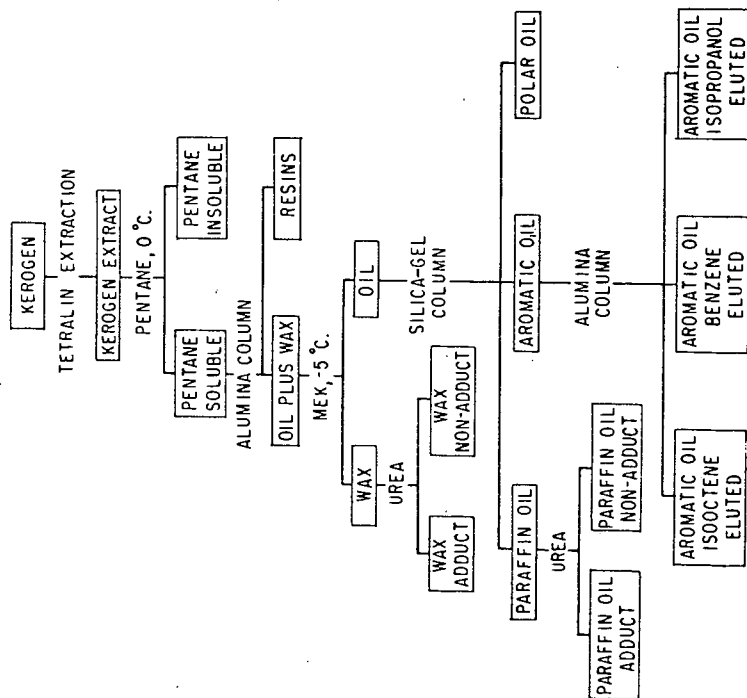 KEROGEN
TETRALIN EXTRACTION
KEROGEN EXTRACT
PENTANE, 0 °C.
PENTANE
SOLUBLE
PENTANE
INSOLUBLE
ALUMINA COLUMN
OIL PLUS WAX
RESINS
MEK, -5 °C.
WAX
OIL
UREA
SILICA-GEL
COLUMN
WAX
ADDUCT
WAX
NON-ADDUCT
PARAFFIN OIL
AROMATIC OIL
POLAR OIL
UREA
ALUMINA
COLUMN
PARAFFIN OIL
ADDUCT
PARAFFIN OIL
NON-ADDUCT
AROMATIC OIL
ISOOCTENE
ELUTED
AROMATIC OIL
BENZENE
ELUTED
AROMATIC OIL
ISOPROPANOL
ELUTED